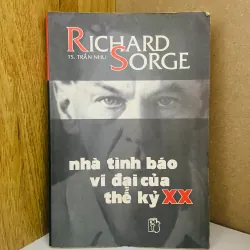 RICHARD
TS. TRẦN NHU
SORGE
nhà tình báo
vĩ đại của
thế kỷ XX